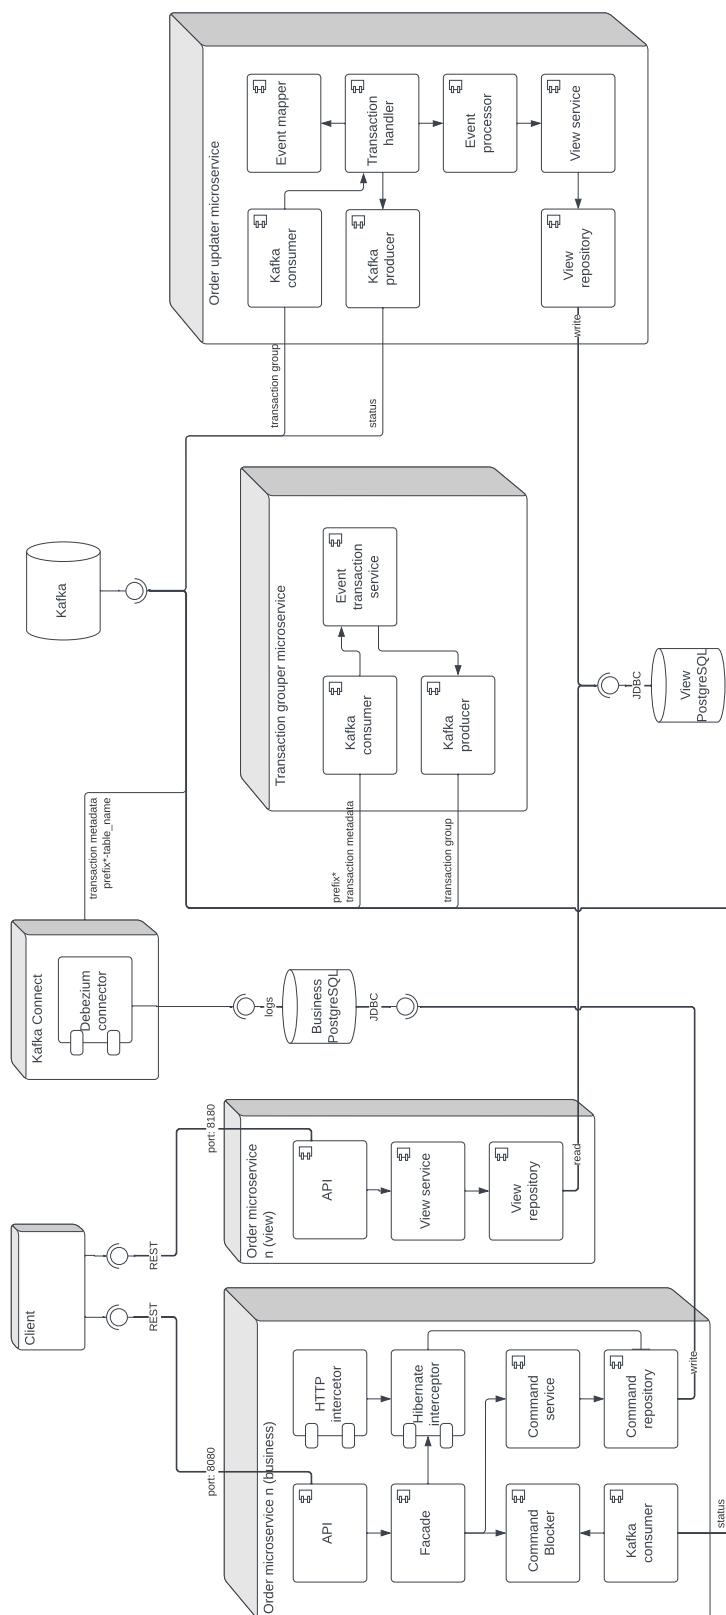 Client
REST
REST
port: 8080
port: 8180
Order microservice n (business)
API
HTTP
intercetor
Facade
Hibernate
interceptor
Command
Blocker
Command
service
Kafka
consumer
Command
repository
status
write
Order microservice
n (view)
API
View service
View
repository
read
Kafka Connect
Debezium
connector
logs
Business
PostgreSQL
JDBC
transaction metadata
prefix*-table_name
Kafka
Transaction grouper microservice
Kafka
consumer
Event
transaction
service
Kafka
producer
prefix*
transaction metadata
transaction group
View
PostgreSQL
JDBC
Order updater microservice
Kafka
consumer
Event mapper
Kafka
producer
Transaction
handler
Event
processor
View
repository
View service
transaction group
status
write